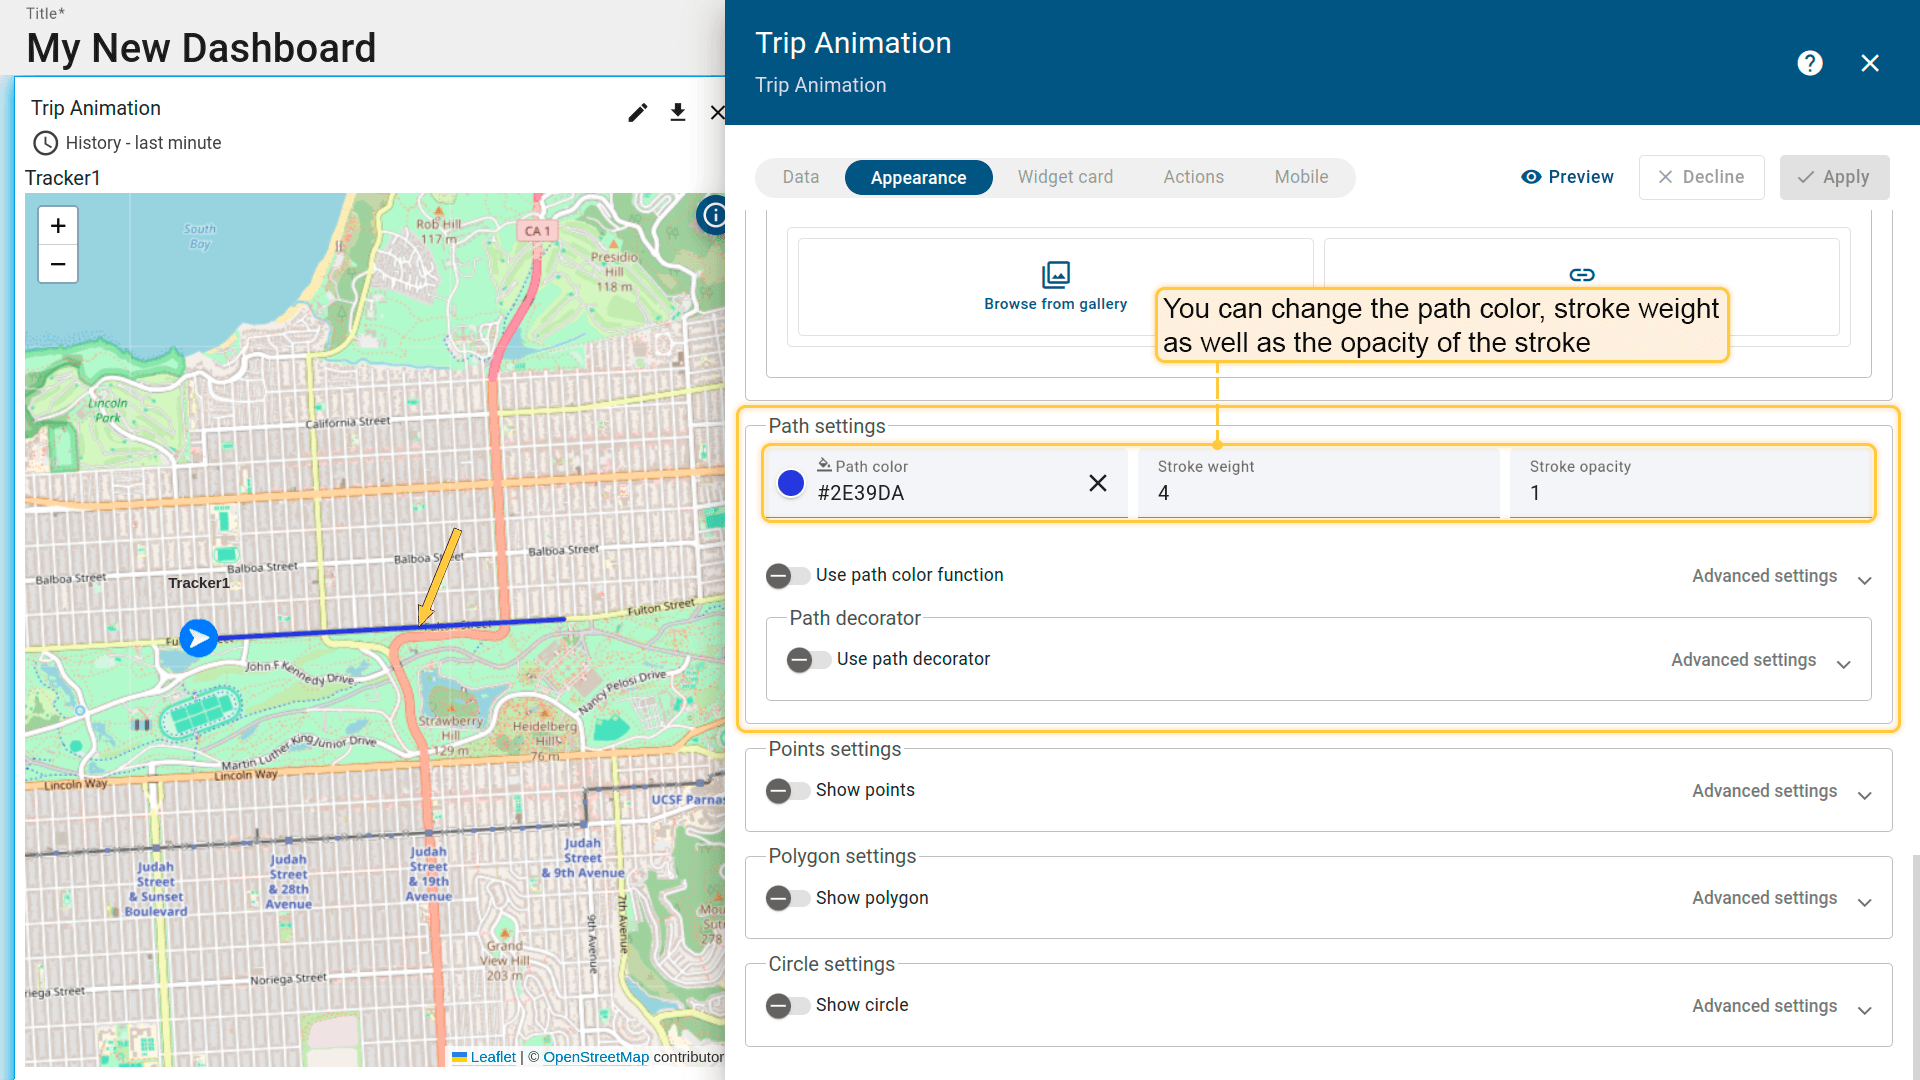 Title*
My New Dashboard
Trip Animation
History - last minute
Tracker1
+
−
South
Bay
Rob Hill
117 m
CA 1
Presidio
Hill
118 m
Lincoln
Park
California Street
Balboa Street
Balboa Street
Balboa Street
Balboa Street
Tracker1
Fulton Street
John F Kennedy Drive
Nancy Pelosi Drive
Strawberry
Hill
129 m
Heidelberg
Hill
76 m
Martin Luther King Junior Drive
Lincoln Way
Lincoln Way
UCSF Parnas
Judah
Street
& Sunset
Boulevard
Judah
Street
& 28th
Avenue
Judah
Street
& 19th
Avenue
Judah
Street
& 9th Avenue
9th Avenue
7th Avenue
Mou
Sut
278
Grand
View Hill
203 m
Noriega Street
riega Street
Leaflet | © OpenStreetMap contributor
Trip Animation
Trip Animation
?
Data
Appearance
Widget card
Actions
Mobile
Preview
Decline
Apply
Browse from gallery
You can change the path color, stroke weight
as well as the opacity of the stroke
Path settings
Path color
#2E39DA
Stroke weight
4
Stroke opacity
1
Use path color function
Advanced settings
Path decorator
Use path decorator
Advanced settings
Points settings
Show points
Advanced settings
Polygon settings
Show polygon
Advanced settings
Circle settings
Show circle
Advanced settings